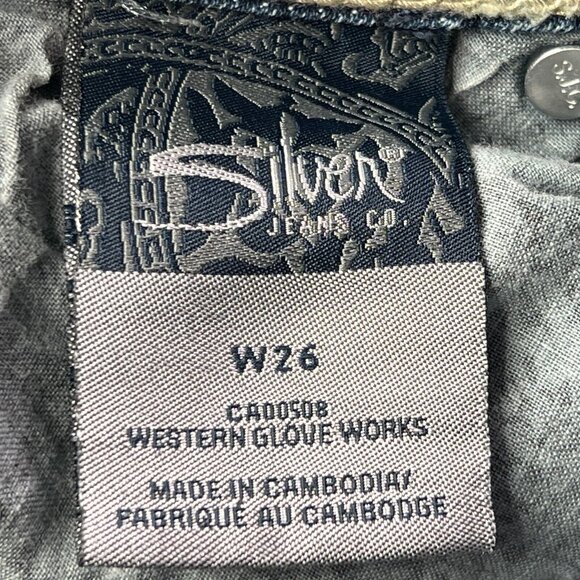 Silver
JEANS CO.
W26
CA00508
WESTERN GLOVE WORKS
MADE IN CAMBODIA/
FABRIQUÉ AU CAMBODGE